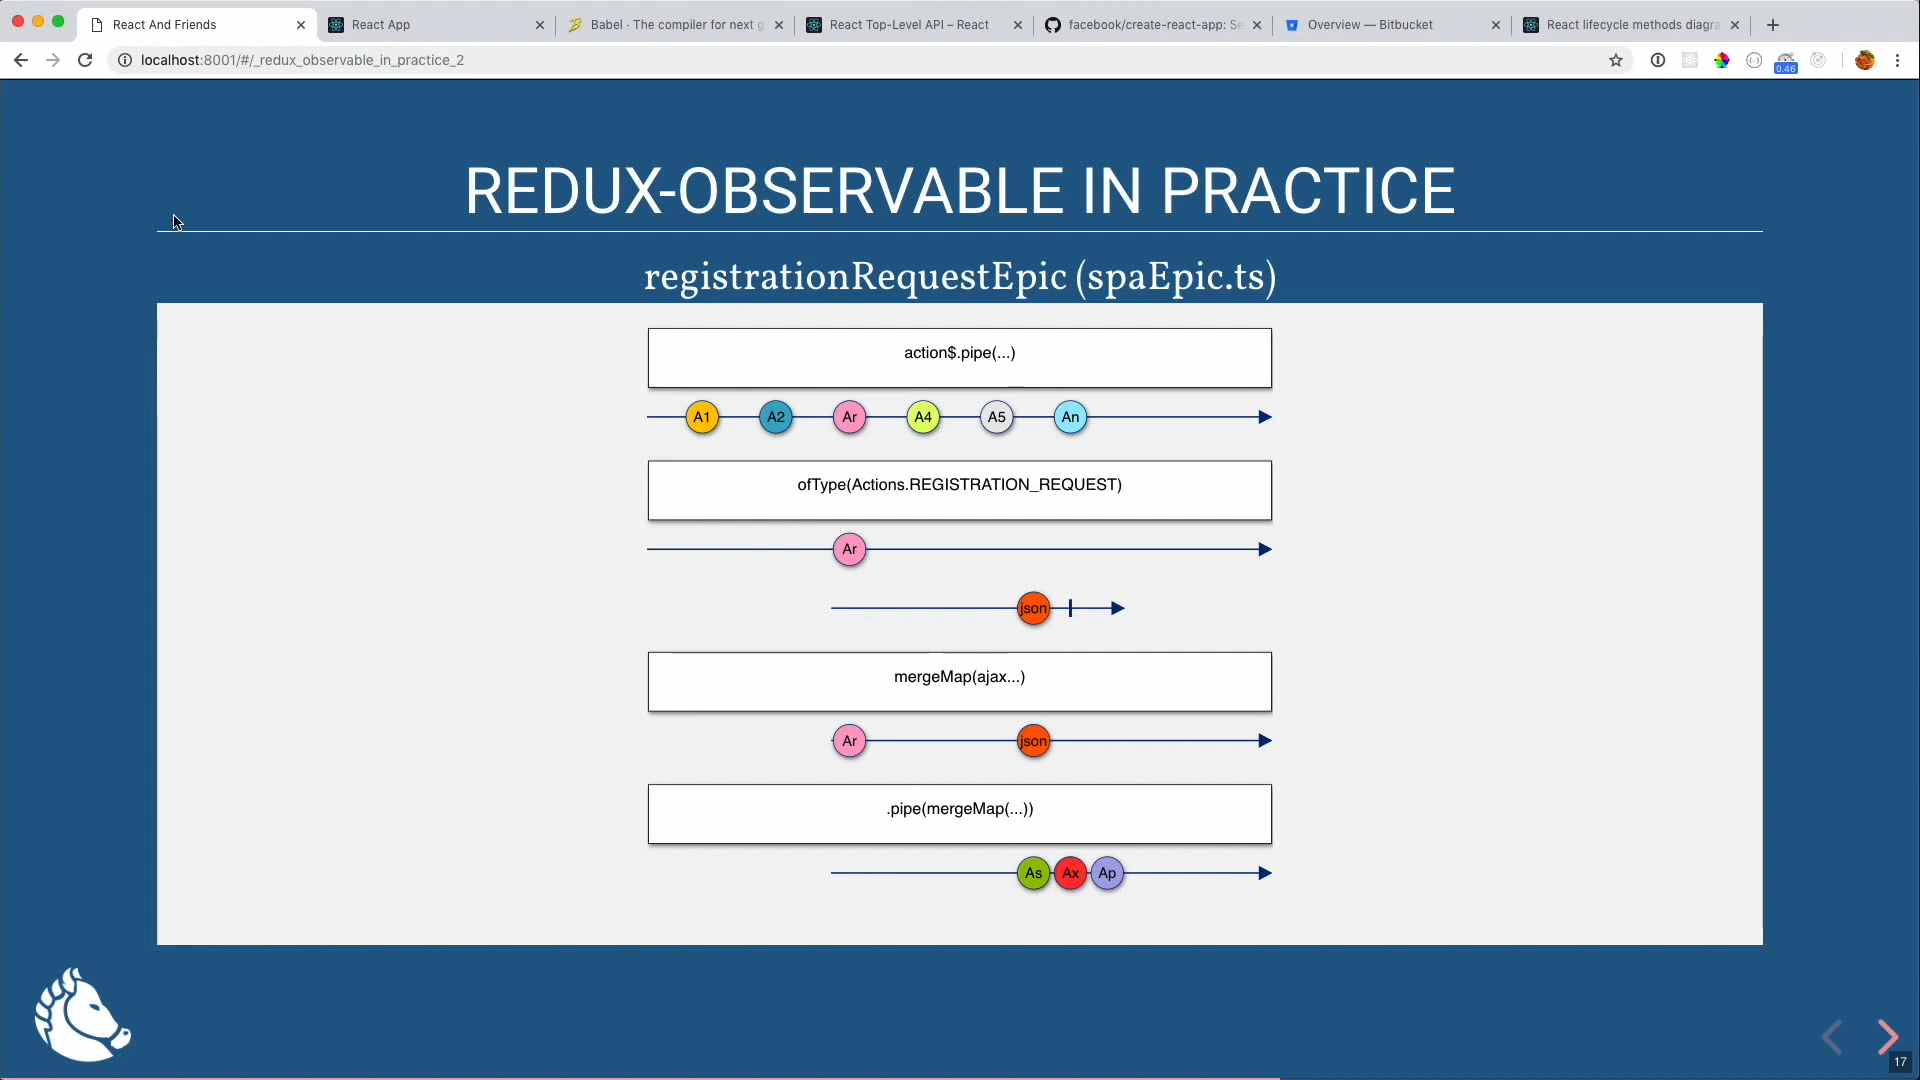 React And Friends
React App
Babel · The compiler for next g
React Top-Level API – React
facebook/create-react-app: Se
Overview — Bitbucket
React lifecycle methods diagra
localhost:8001/#/_redux_observable_in_practice_2
0.46
REDUX-OBSERVABLE IN PRACTICE
registrationRequestEpic (spaEpic.ts)
action$.pipe(...)
A1 A2 Ar A4 A5 An
ofType(Actions.REGISTRATION_REQUEST)
Ar
json
mergeMap(ajax...)
Ar json
.pipe(mergeMap(...))
As Ax Ap
17